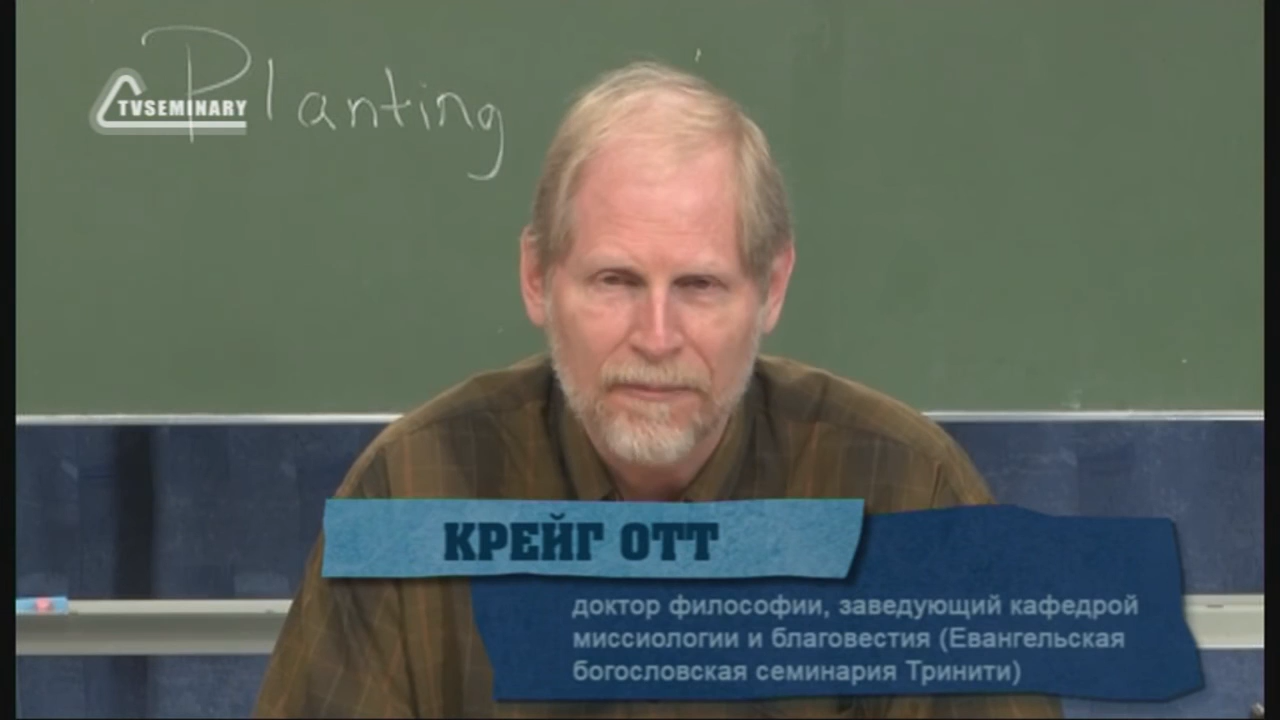 Planting
TVSEMINARY
КРЕЙГ ОТТ
доктор философии, заведующий кафедрой
миссиологии и благовестия (Евангельская
богословская семинария Тринити)